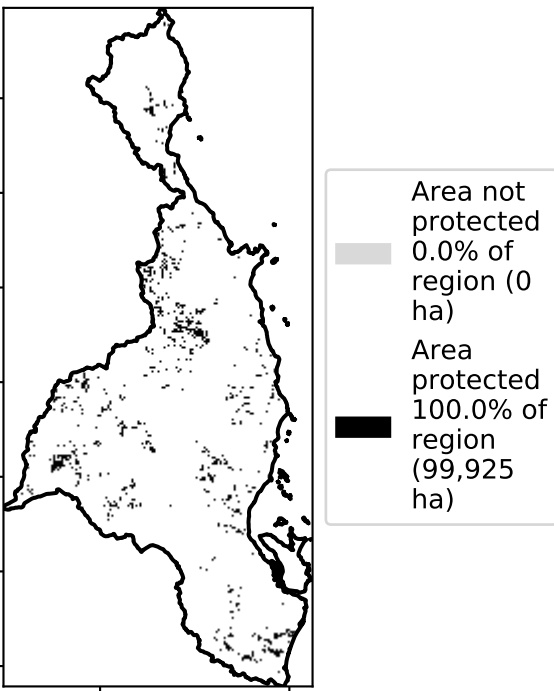 Area not
protected
0.0% of
region (0
ha)
Area
protected
100.0% of
region
(99,925
ha)